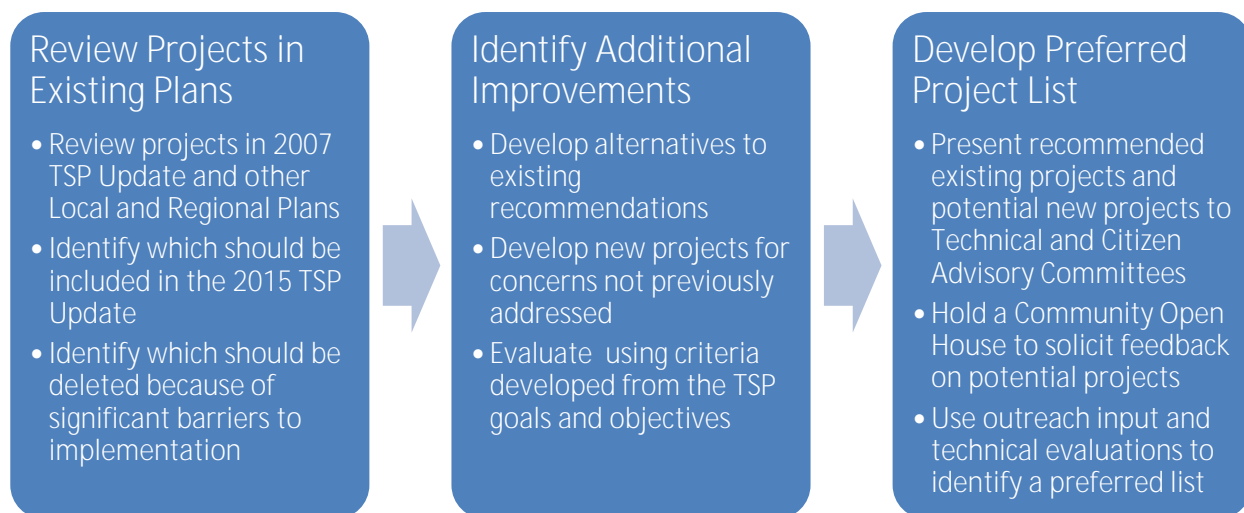 Review Projects in
Existing Plans
• Review projects in 2007
TSP Update and other
Local and Regional Plans
• Identify which should be
included in the 2015 TSP
Update
• Identify which should be
deleted because of
significant barriers to
implementation
Identify Additional
Improvements
• Develop alternatives to
existing
recommendations
• Develop new projects for
concerns not previously
addressed
• Evaluate  using criteria
developed from the TSP
goals and objectives
Develop Preferred
Project List
• Present recommended
existing projects and
potential new projects to
Technical and Citizen
Advisory Committees
• Hold a Community Open
House to solicit feedback
on potential projects
• Use outreach input and
technical evaluations to
identify a preferred list